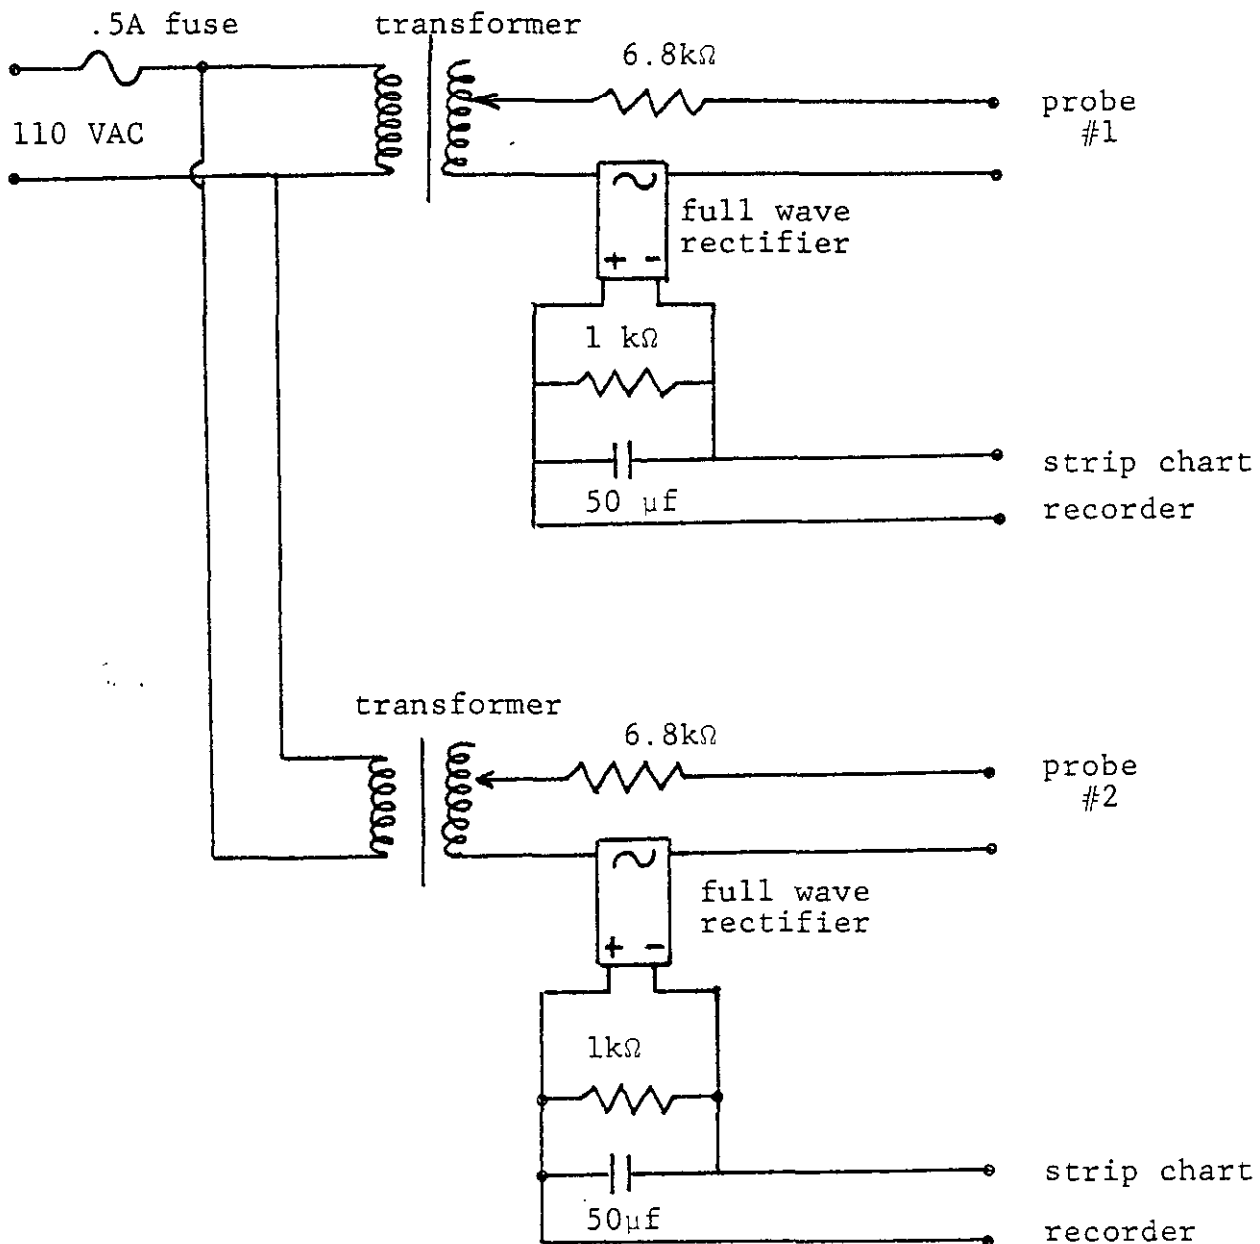 .5A fuse
transformer
6.8kΩ
110 VAC
probe
#1
full wave
rectifier
+ -
1 kΩ
50 μf
strip chart
recorder
transformer
6.8kΩ
probe
#2
full wave
rectifier
+ -
1kΩ
50μf
strip chart
recorder